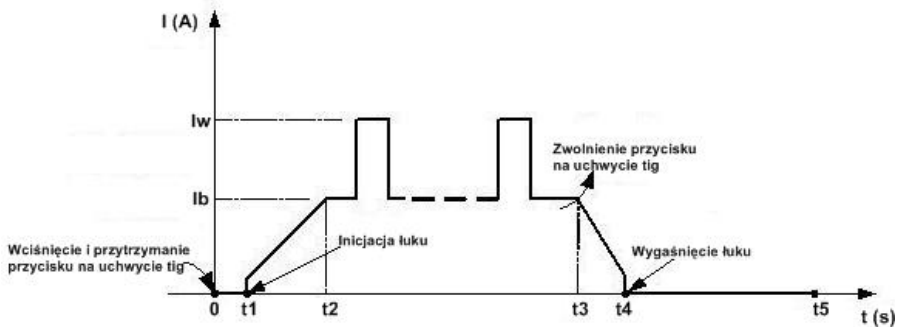 I (A)
Iw
Zwolnienie przycisku
na uchwycie tig
Ib
Wciśnięcie i przytrzymanie
przycisku na uchwycie tig
Inicjacja łuku
Wygaśnięcie łuku
0
t1
t2
t3
t4
t5
t (s)